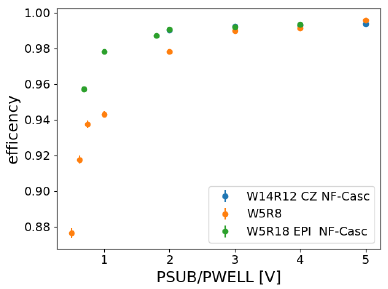 1.00
0.98
0.96
0.94
0.92
0.90
0.88
efficency
W14R12 CZ NF-Casc
W5R8
W5R18 EPI  NF-Casc
1 2 3 4 5
PSUB/PWELL [V]